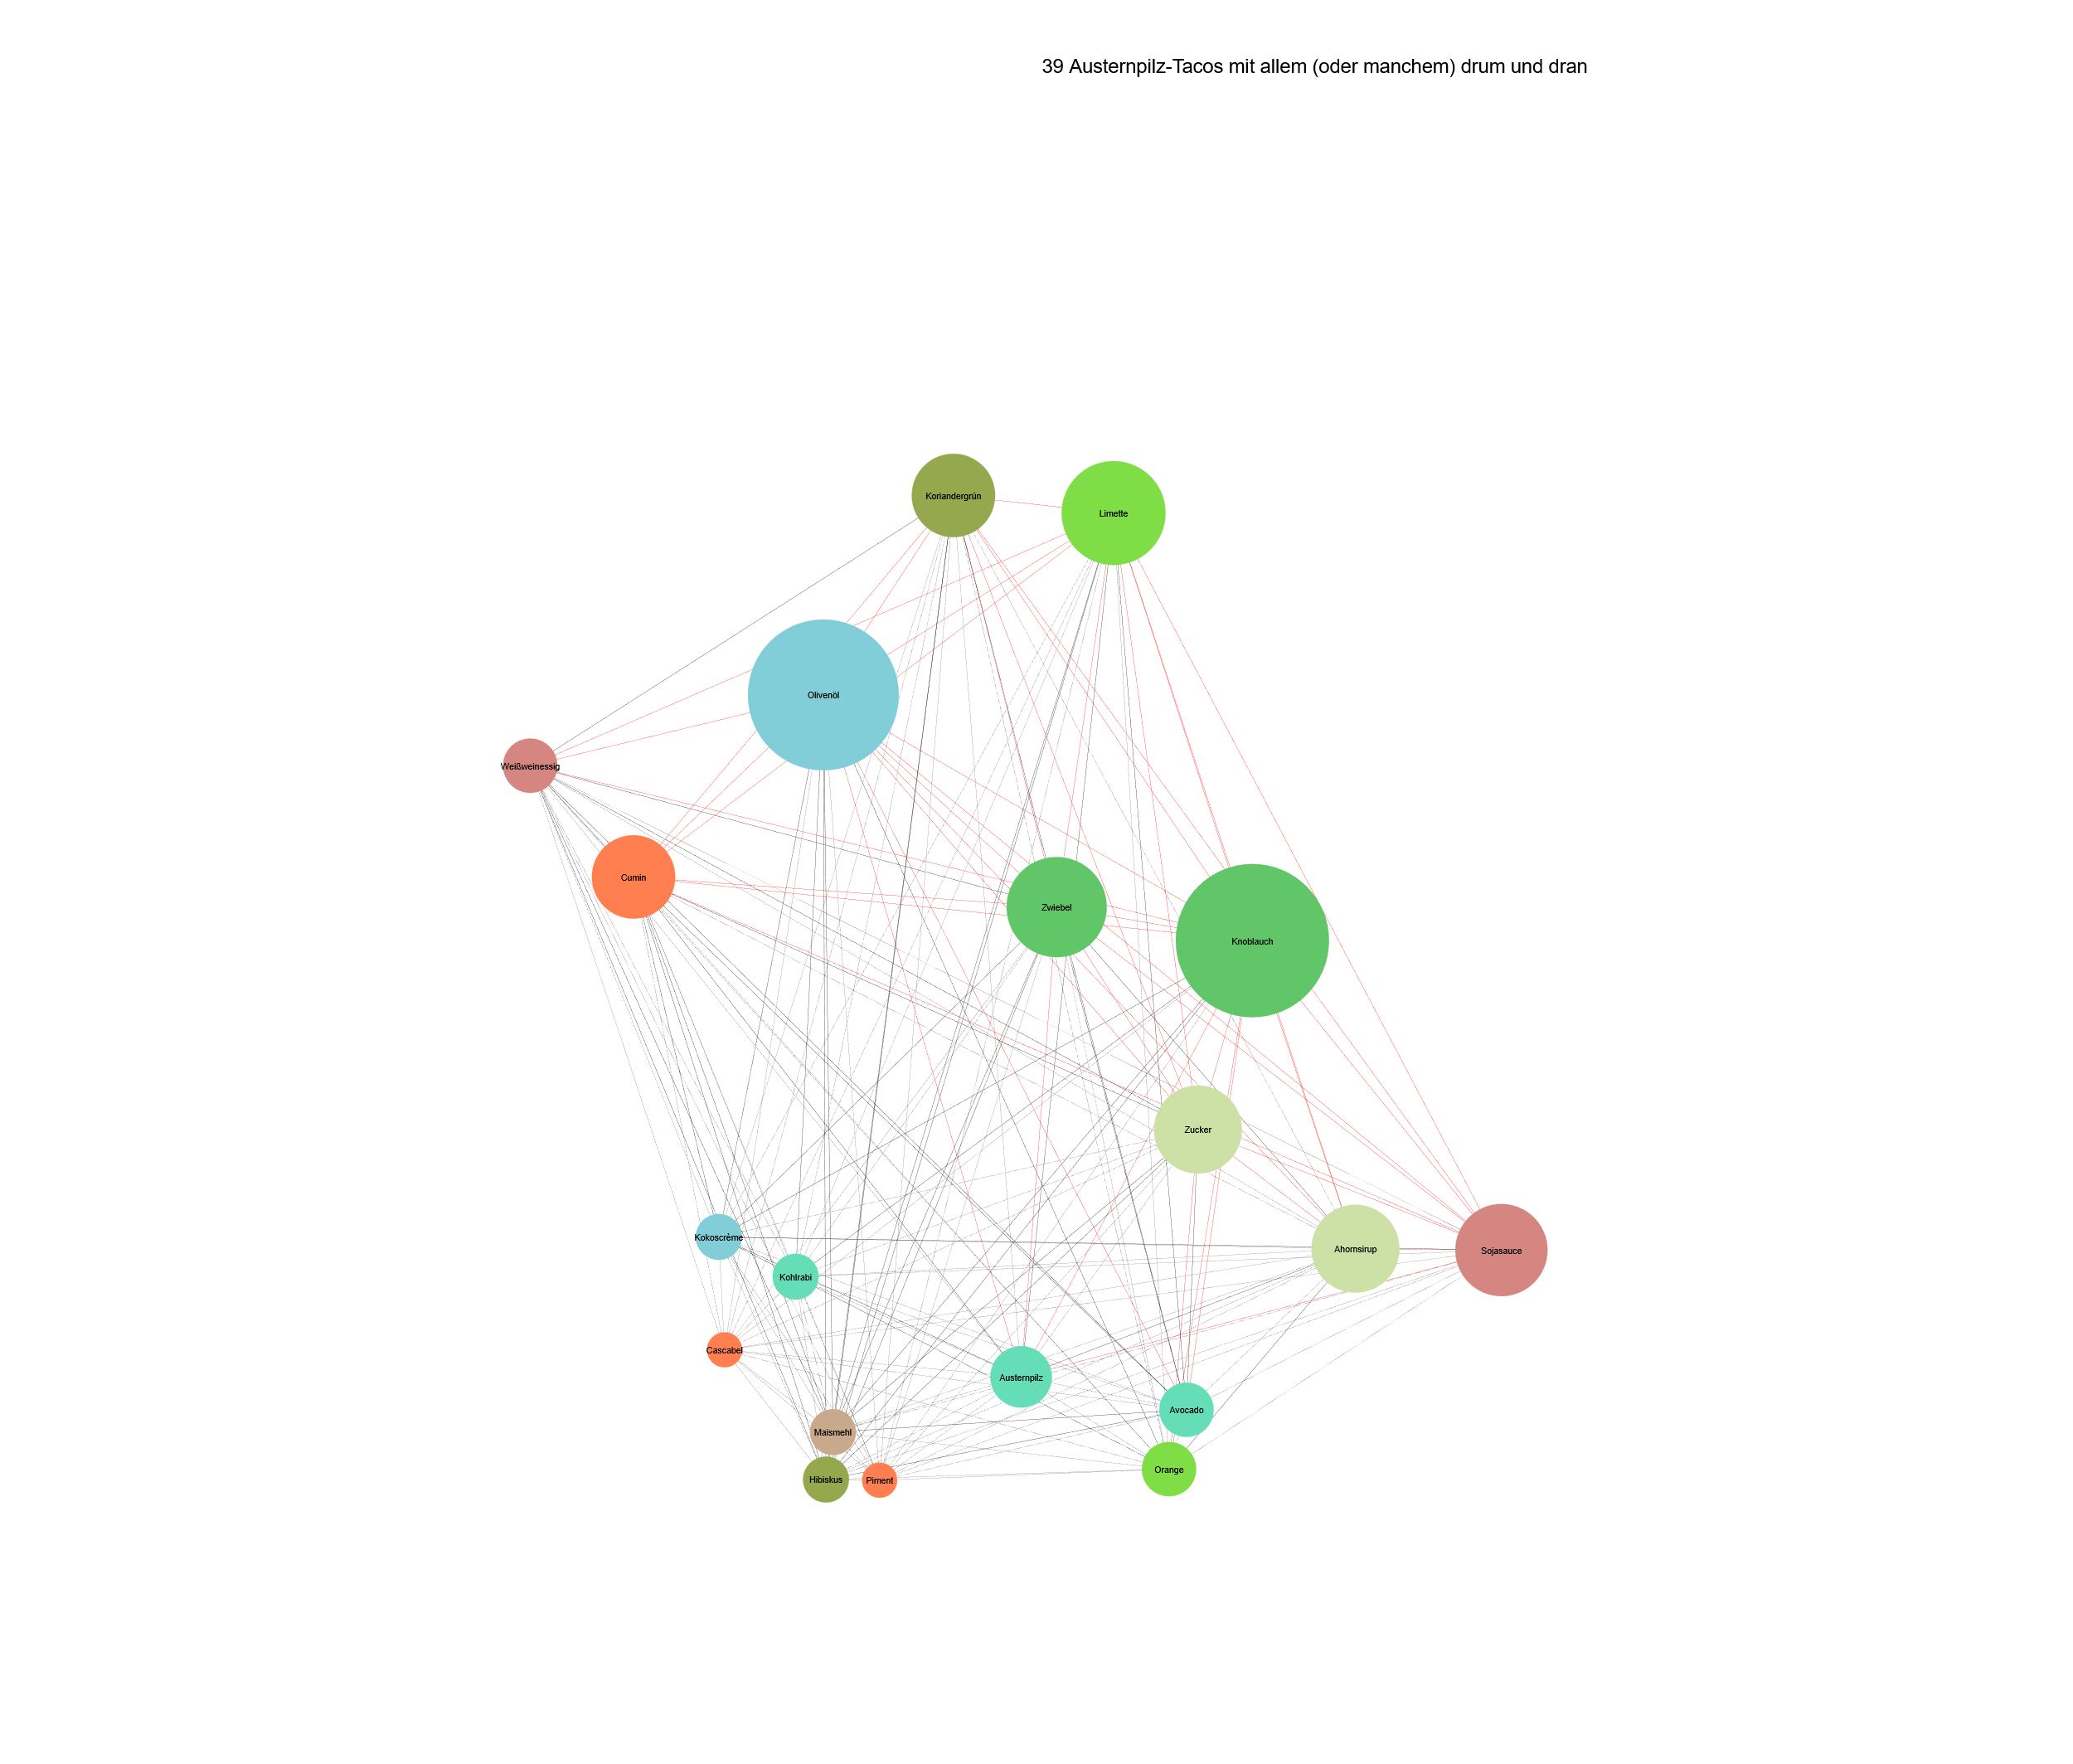 39 Austernpilz-Tacos mit allem (oder manchem) drum und dran
Koriandergrün
Limette
Olivenöl
Weißweinessig
Cumin
Zwiebel
Knoblauch
Zucker
Kokoscrème
Ahornsirup
Sojasauce
Kohlrabi
Cascabel
Austernpilz
Avocado
Maismehl
Orange
Hibiskus
Piment